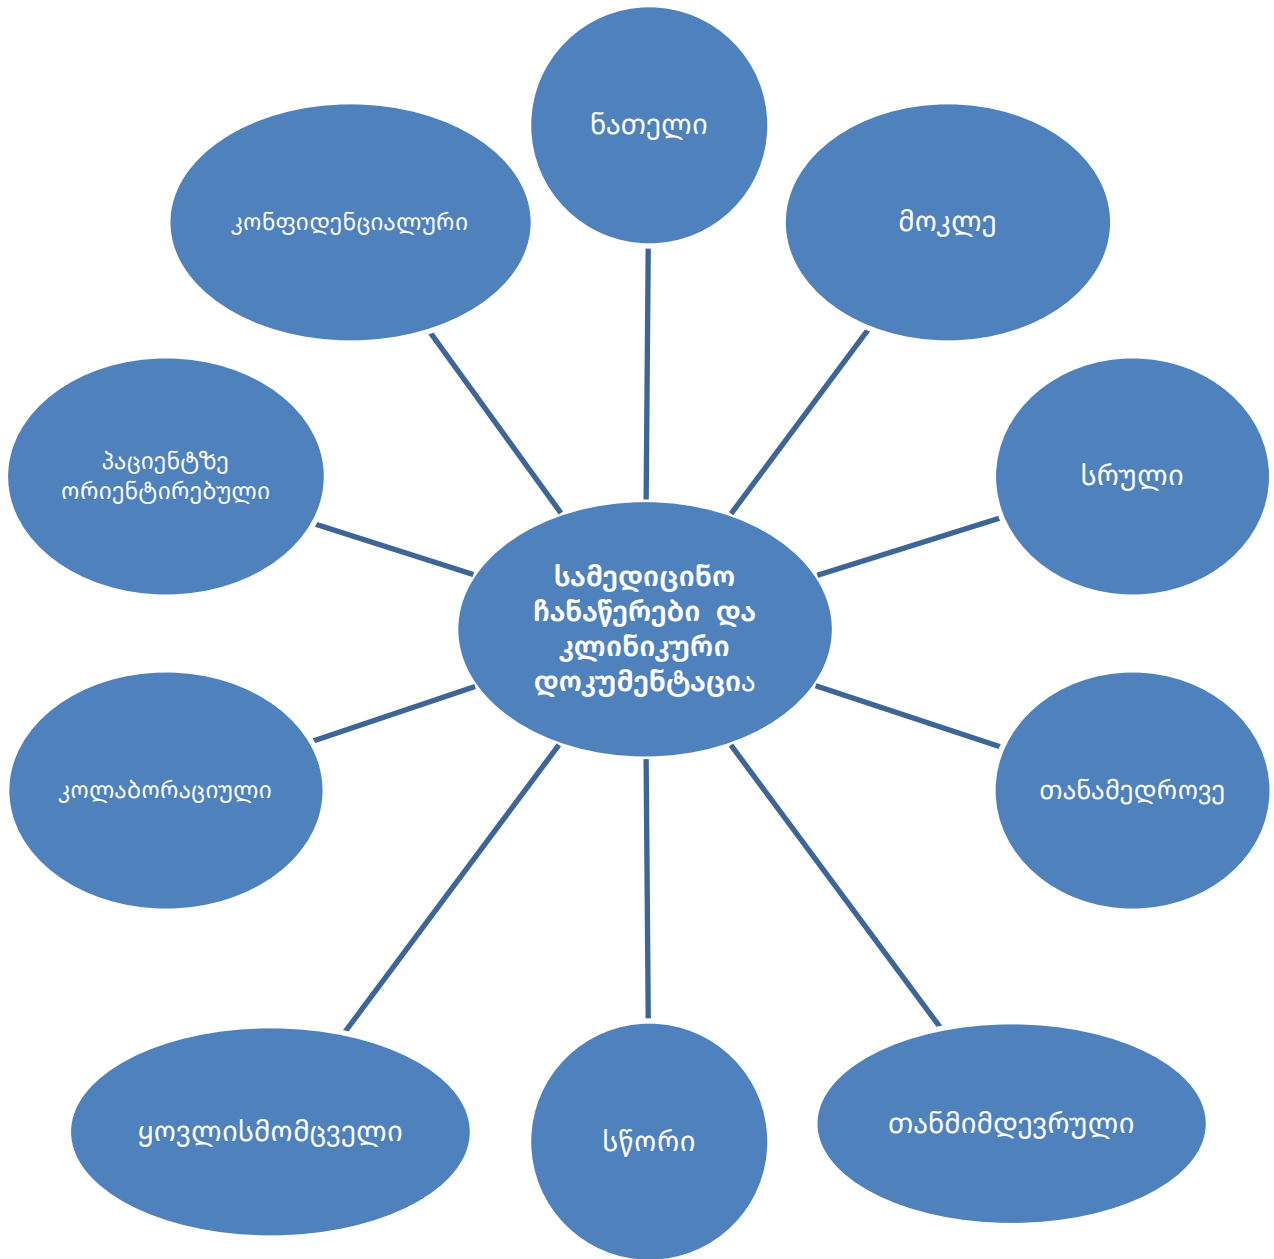 ნათელი
კონფიდენციალური
მოკლე
პაციენტზე
ორიენტირებული
სრული
სამედიცინო
ჩანაწერები და
კლინიკური
დოკუმენტაცია
კოლაბორაციული
თანამედროვე
ყოვლისმომცველი
სწორი
თანმიმდევრული